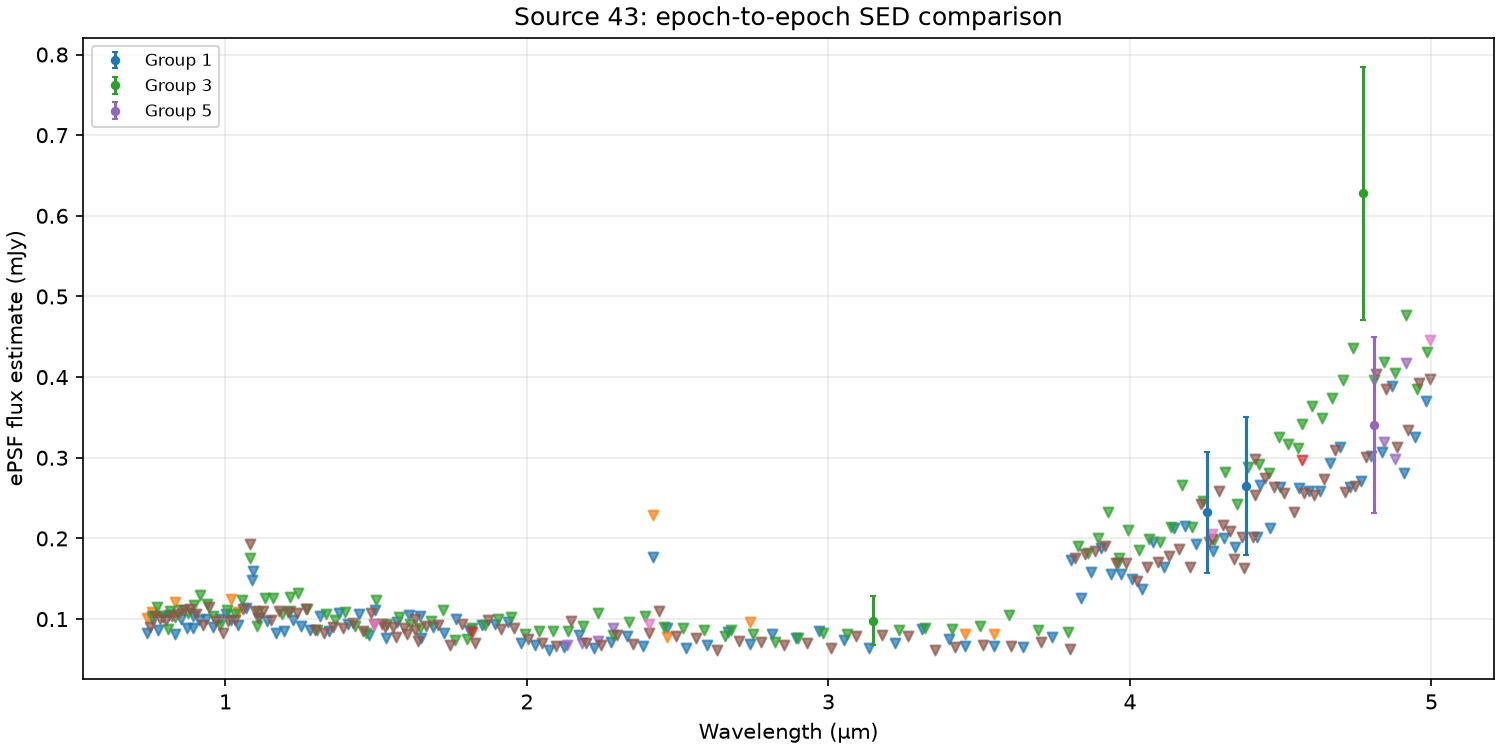 Source 43: epoch-to-epoch SED comparison
Group 1
Group 3
Group 5
ePSF flux estimate (mJy)
0.8
0.7
0.6
0.5
0.4
0.3
0.2
0.1
1 2 3 4 5
Wavelength (μm)